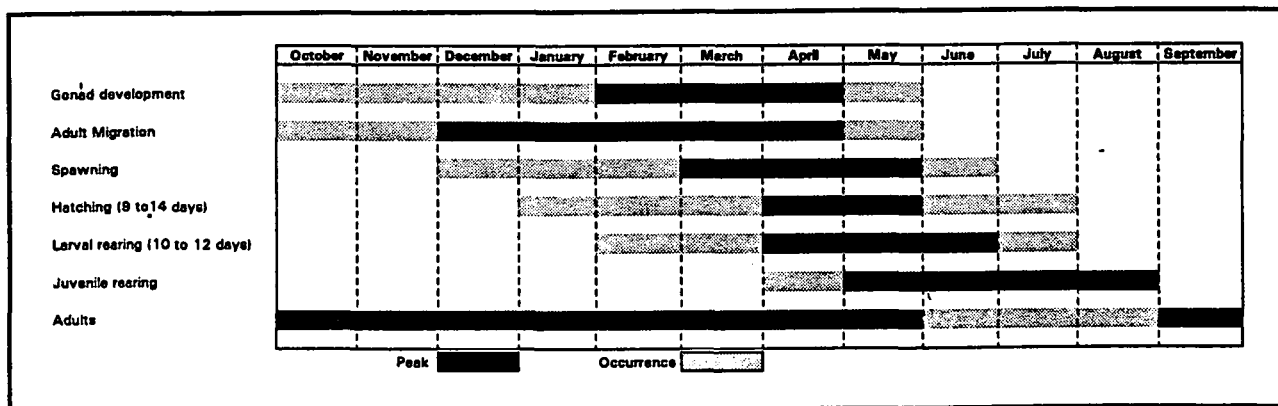 October November December January February March April May June July August September
Gonad development
Adult Migration
Spawning
Hatching (9 to 14 days)
Larval rearing (10 to 12 days)
Juvenile rearing
Adults
Peak Occurrence